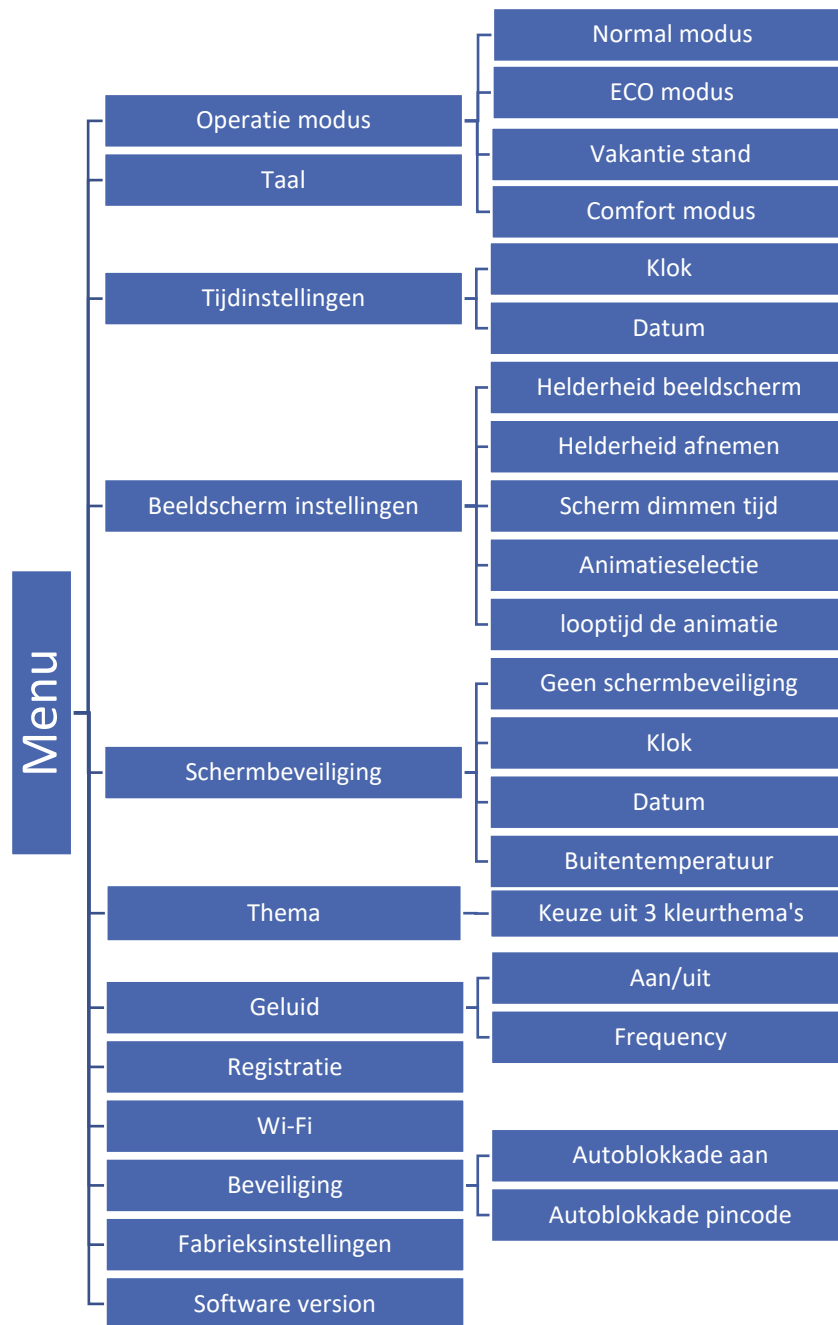 Menu
Operatie modus
Normal modus
ECO modus
Vakantie stand
Comfort modus
Taal
Tijdinstellingen
Klok
Datum
Beeldscherm instellingen
Helderheid beeldscherm
Helderheid afnemen
Scherm dimmen tijd
Animatieselectie
looptijd de animatie
Schermbeveiliging
Geen schermbeveiliging
Klok
Datum
Buitentemperatuur
Thema
Keuze uit 3 kleurthema's
Geluid
Aan/uit
Frequency
Registratie
Wi-Fi
Beveiliging
Autoblokkade aan
Autoblokkade pincode
Fabrieksinstellingen
Software version